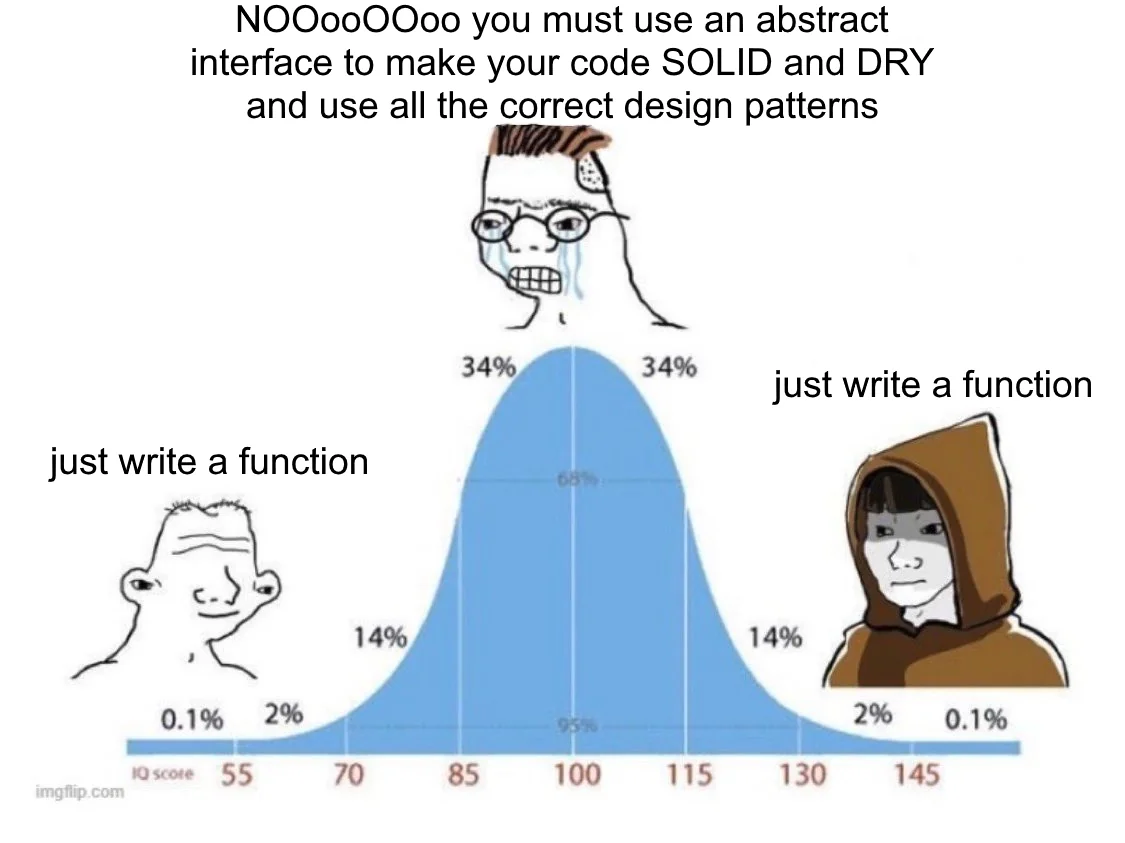 NOOooOOoo you must use an abstract
interface to make your code SOLID and DRY
and use all the correct design patterns
34%
34%
just write a function
just write a function
68%
14%
14%
0.1%
2%
95%
2%
0.1%
IQ score 55 70 85 100 115 130 145
imgflip.com